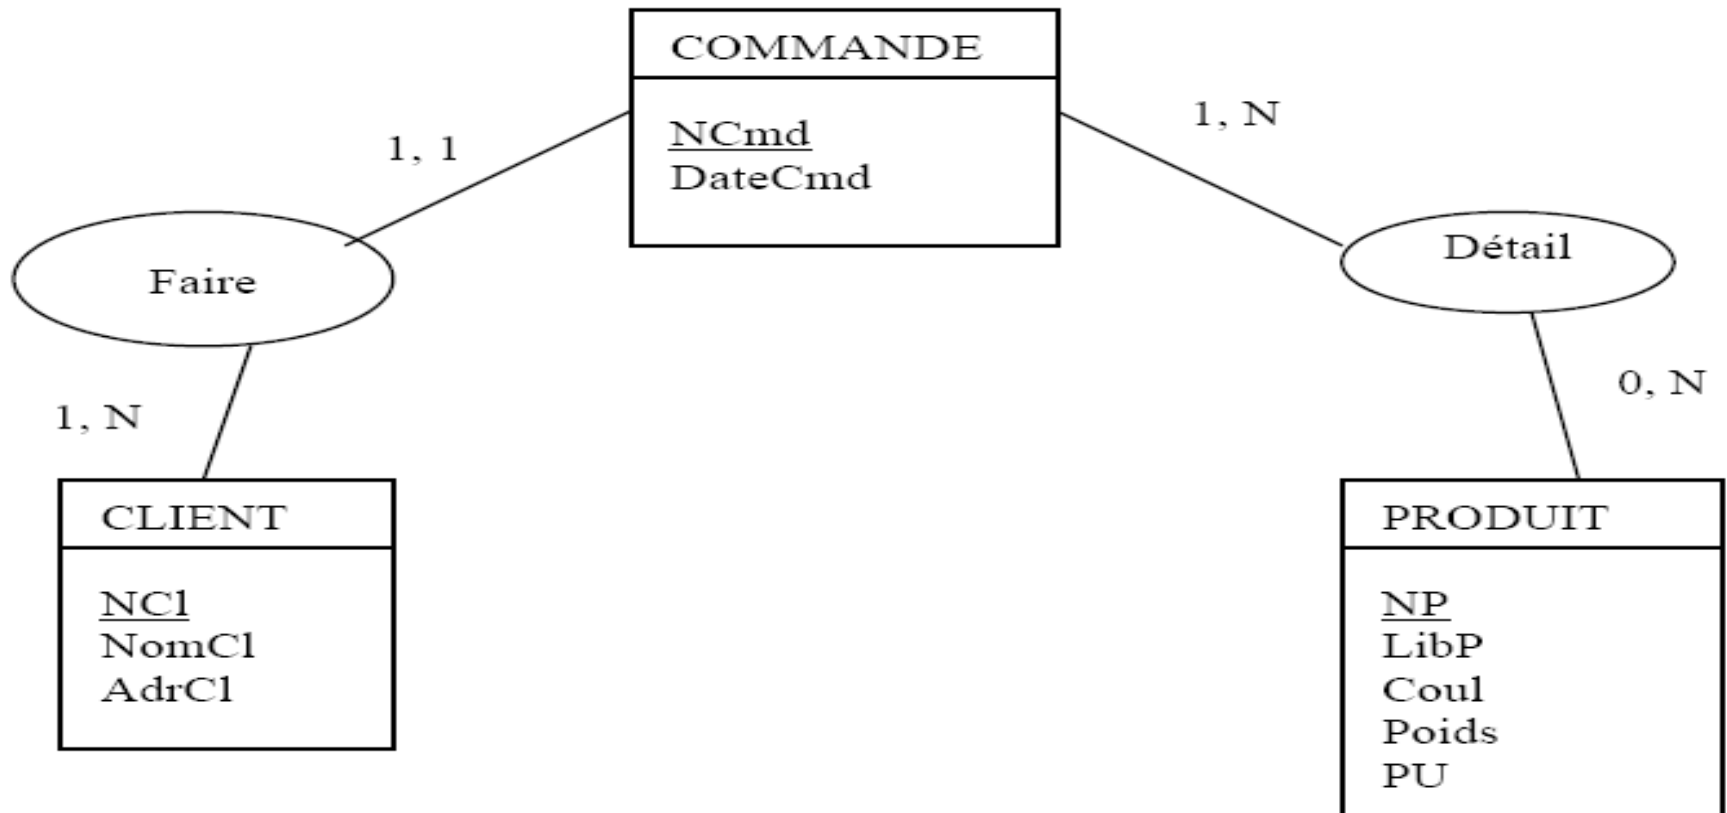 COMMANDE
NCmd
DateCmd
1, 1
1, N
Faire
Détail
1, N
0, N
CLIENT
NCl
NomCl
AdrCl
PRODUIT
NP
LibP
Coul
Poids
PU